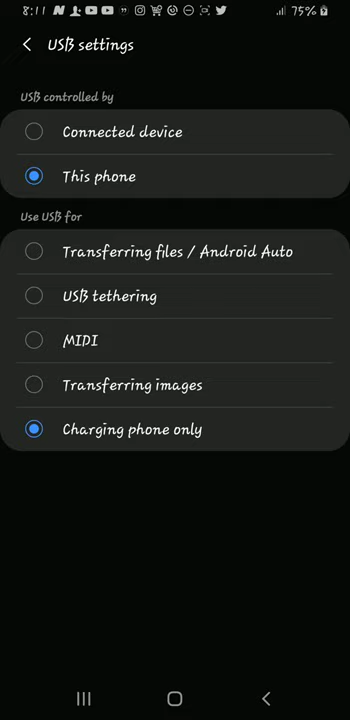 8:11
75%
USB settings
USB controlled by
Connected device
This phone
Use USB for
Transferring files / Android Auto
USB tethering
MIDI
Transferring images
Charging phone only